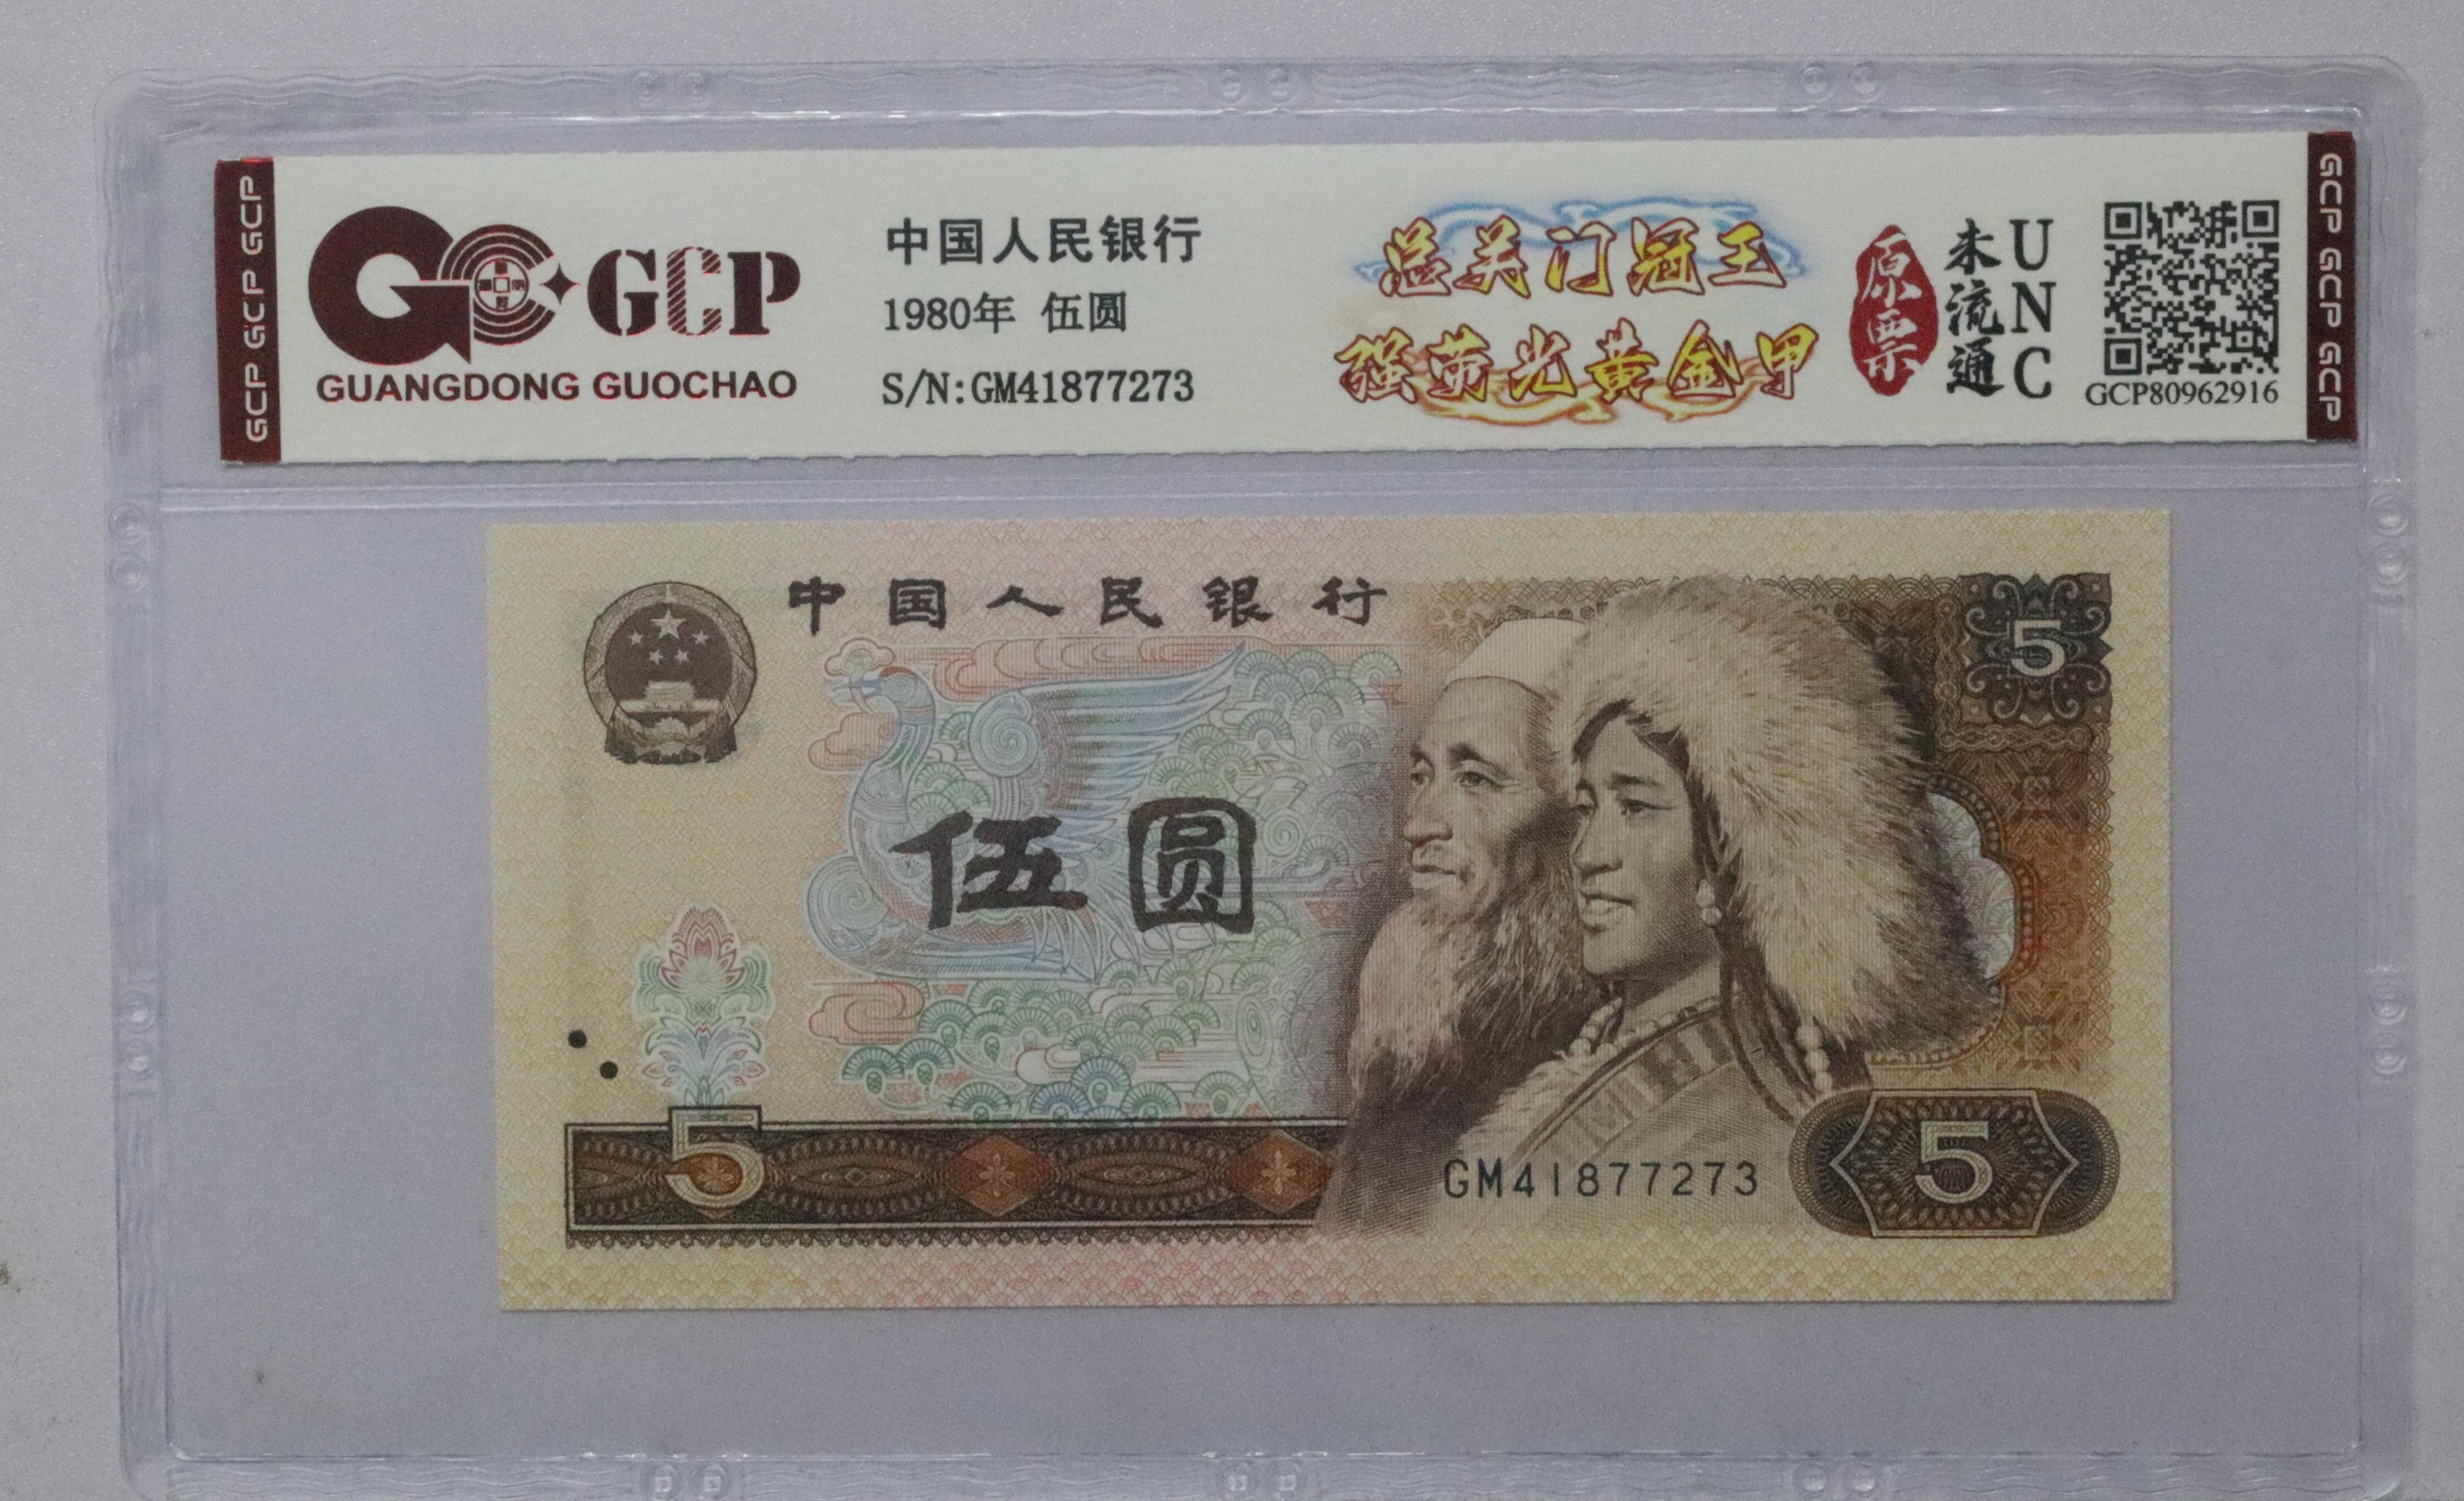 GCP GCP GCP
GCP
GUANGDONG GUOCHAO
中国人民银行
1980年 伍圆
S/N:GM41877273
总关门冠王
强荧光黄金甲
原票
未流通
UNC
GCP80962916
GCP GCP GCP
中国人民银行
5
伍圆
5
GM41877273
5